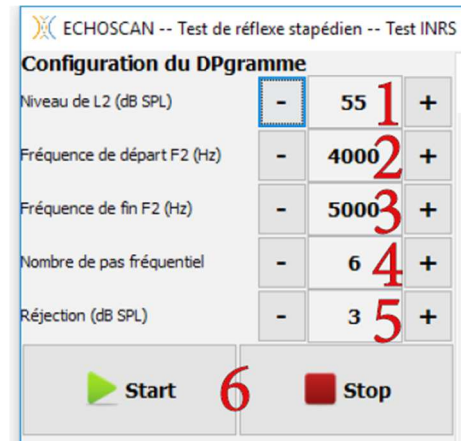 ECHOSCAN -- Test de réflexe stapédien -- Test INRS
Configuration du DPgramme
Niveau de L2 (dB SPL) - 55 1 +
Fréquence de départ F2 (Hz) - 4000 2 +
Fréquence de fin F2 (Hz) - 5000 3 +
Nombre de pas fréquentiel - 6 4 +
Réjection (dB SPL) - 3 5 +
Start 6 Stop